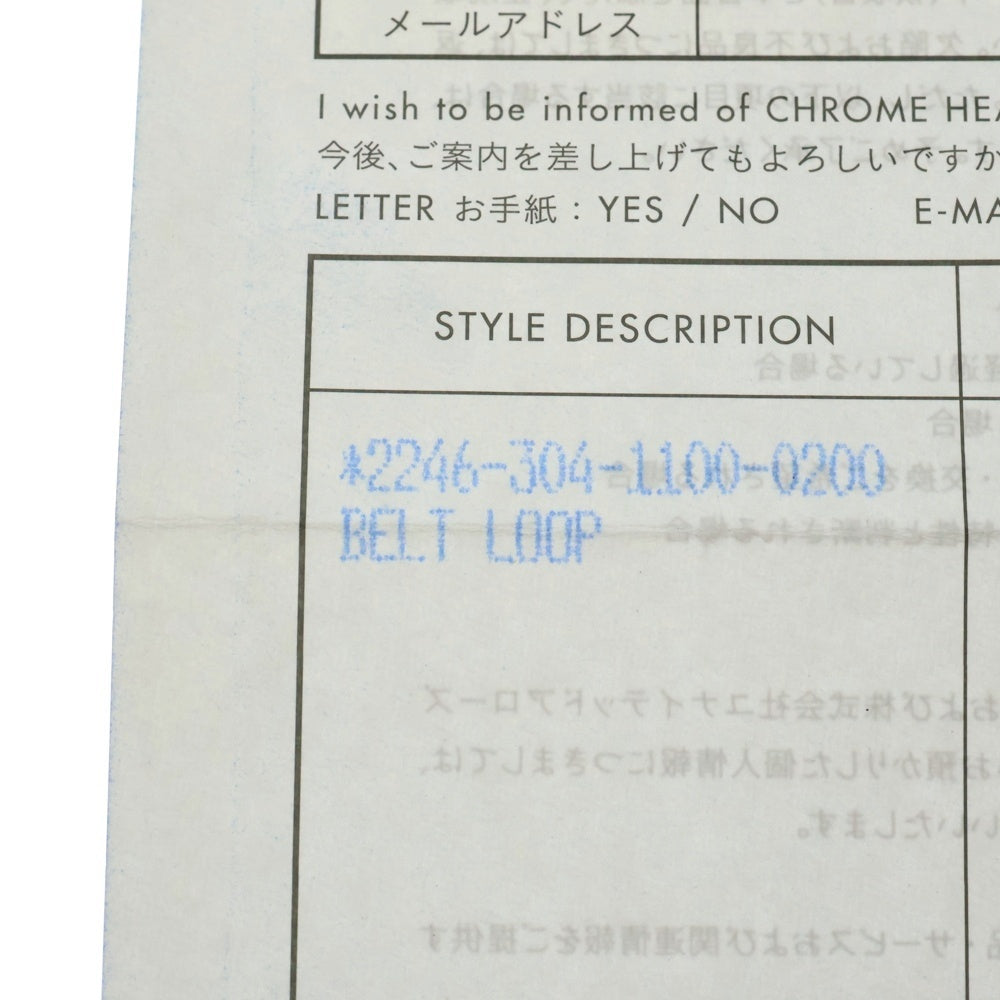 メールアドレス
I wish to be informed of CHROME HEA
今後、ご案内を差し上げてもよろしいですか
LETTER お手紙 : YES / NO E-MA
STYLE DESCRIPTION
*2246-304-1100-0200
BELT LOOP